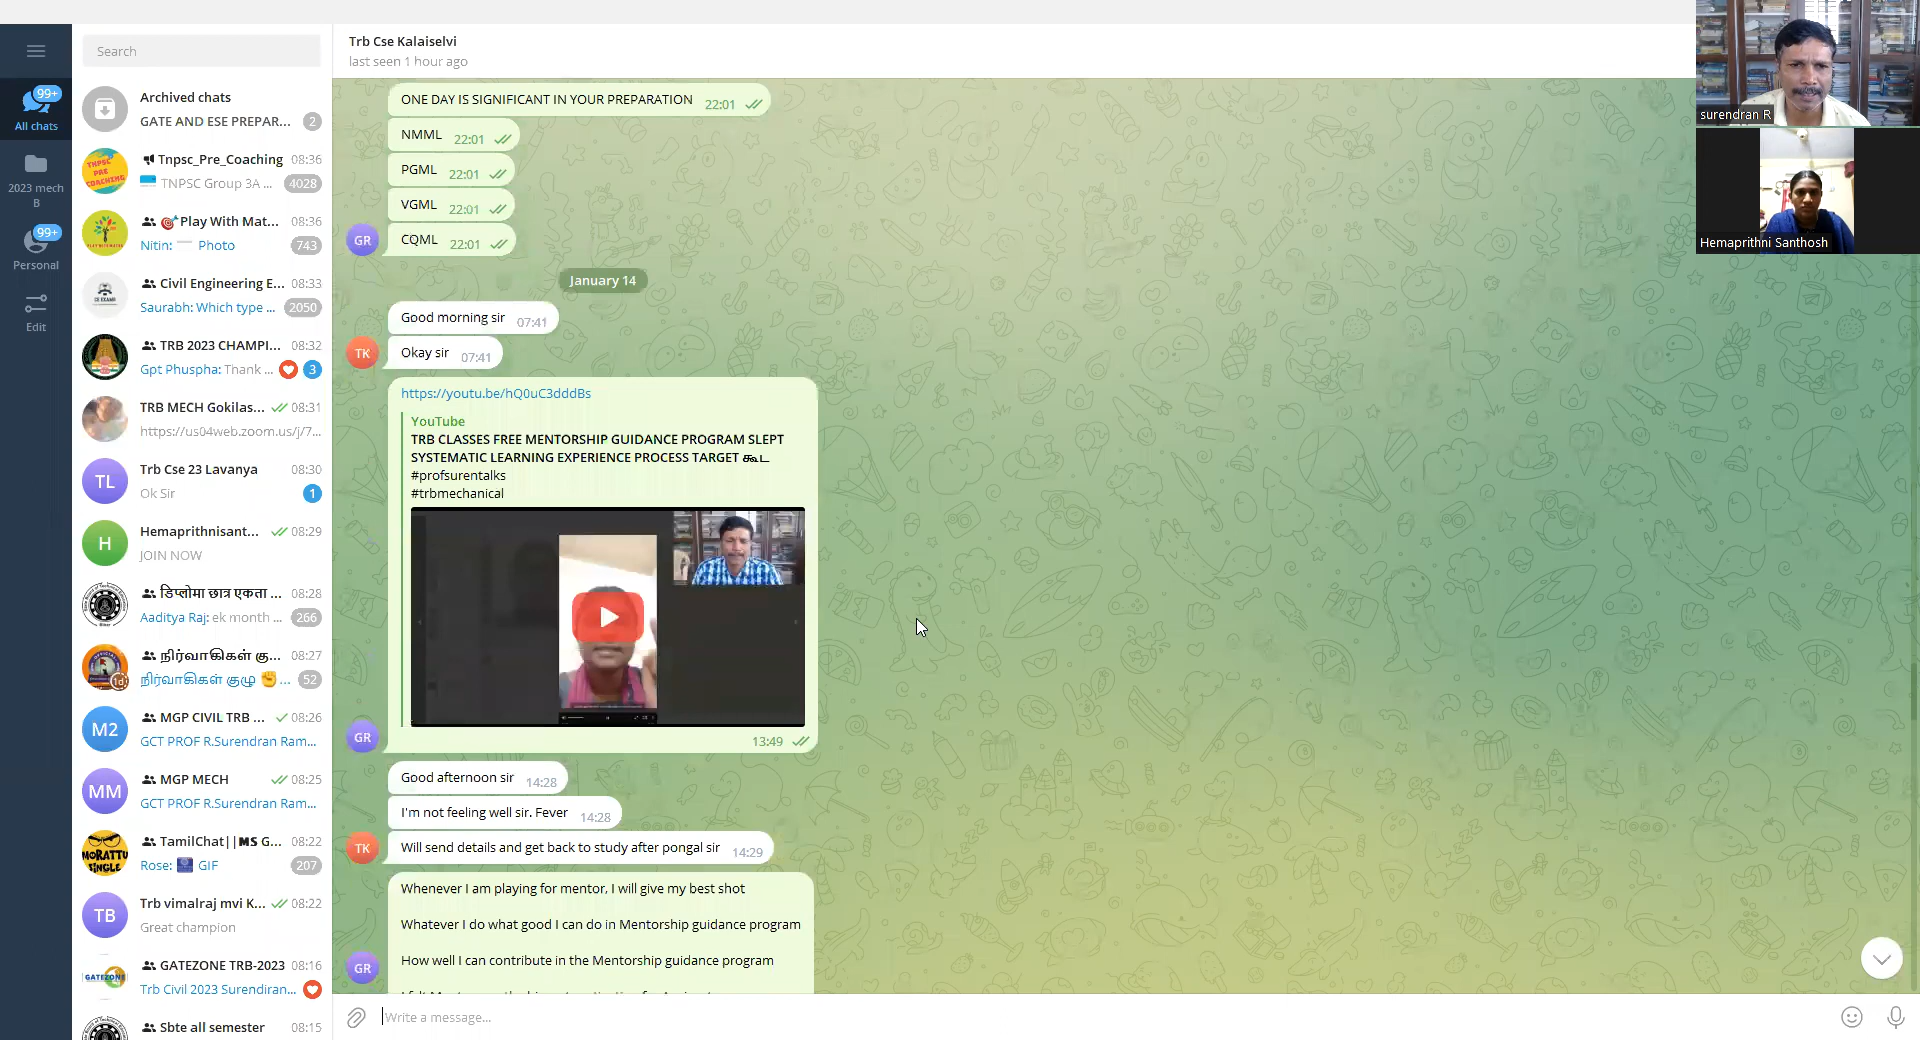 Search
99+
All chats
2023 mech
B
99+
Personal
Edit
Archived chats
GATE AND ESE PREPAR... 2
Tnpsc_Pre_Coaching 08:36
TNPSC Group 3A ... 4028
Play With Mat... 08:36
Nitin: Photo 743
Civil Engineering E... 08:33
Saurabh: Which type ... 2050
TRB 2023 CHAMPI... 08:32
Gpt Phuspha: Thank ... 3
TRB MECH Gokilas... 08:31
https://us04web.zoom.us/j/7...
TL
Trb Cse 23 Lavanya 08:30
Ok Sir 1
H
Hemaprithnisant... 08:29
JOIN NOW
डिप्लोमा छात्र एकता ... 08:28
Aaditya Raj: ek month ... 266
நிர்வாகிகள் கு... 08:27
நிர்வாகிகள் குழு ✊... 52
1d
M2
MGP CIVIL TRB ... 08:26
GCT PROF R.Surendran Ram...
MM
MGP MECH 08:25
GCT PROF R.Surendran Ram...
TamilChat||MS G... 08:22
Rose: GIF 207
TB
Trb vimalraj mvi K... 08:22
Great champion
GATEZONE TRB-2023 08:16
Trb Civil 2023 Surendiran...
Sbte all semester 08:15
Trb Cse Kalaiselvi
last seen 1 hour ago
ONE DAY IS SIGNIFICANT IN YOUR PREPARATION 22:01
NMML 22:01
PGML 22:01
VGML 22:01
GR CQML 22:01
January 14
Good morning sir 07:41
TK Okay sir 07:41
https://youtu.be/hQ0uC3dddBs
YouTube
TRB CLASSES FREE MENTORSHIP GUIDANCE PROGRAM SLEPT
SYSTEMATIC LEARNING EXPERIENCE PROCESS TARGET கூட
#profsurentalks
#trbmechanical
GR 13:49
Good afternoon sir 14:28
I'm not feeling well sir. Fever 14:28
TK Will send details and get back to study after pongal sir 14:29
Whenever I am playing for mentor, I will give my best shot
Whatever I do what good I can do in Mentorship guidance program
GR How well I can contribute in the Mentorship guidance program
Write a message...
surendran R
Hemaprithni Santhosh